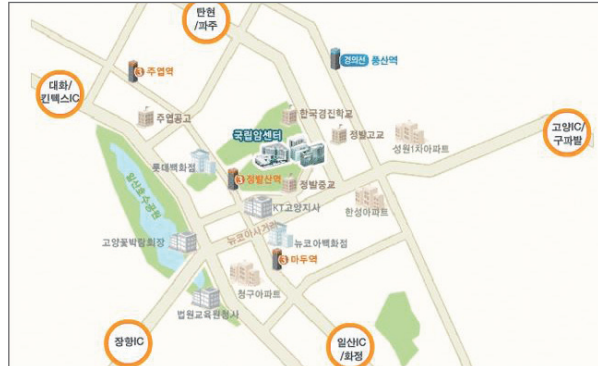 탄현
/파주
경의선 풍산역
3 주엽역
대화/
킨텍스IC
한국경진학교
주엽공고
국립암센터
정발고교
성원1차아파트
고양IC/
구파발
롯데백화점
3 정발산역
정발중교
일산호수공원
KT고양지사
한성아파트
뉴코아사거리
고양꽃박람회장
뉴코아백화점
3 마두역
청구아파트
법원교육원청사
장항IC
일산IC
/화정